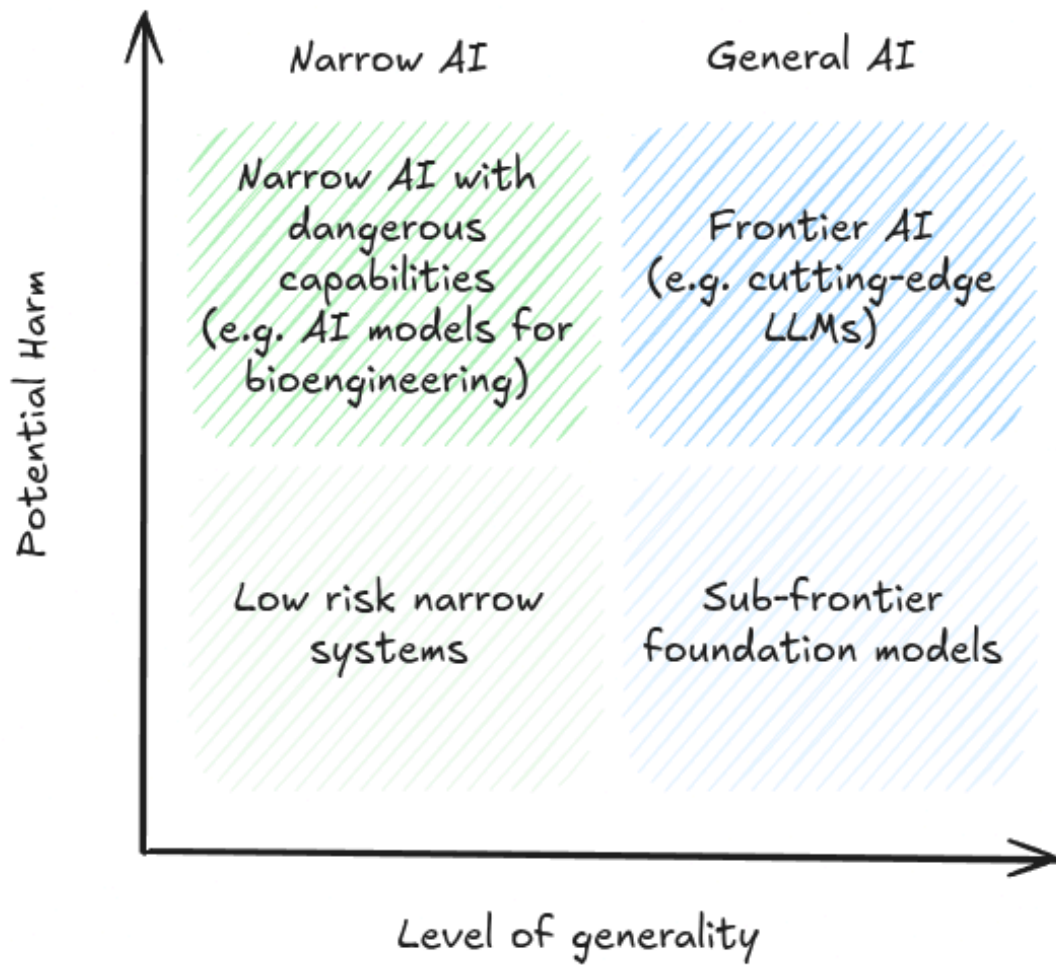 Narrow AI
General AI
Narrow AI with
dangerous
capabilities
(e.g. AI models for
bioengineering)
Frontier AI
(e.g. cutting-edge
LLMs)
Potential Harm
Low risk narrow
systems
Sub-frontier
foundation models
Level of generality